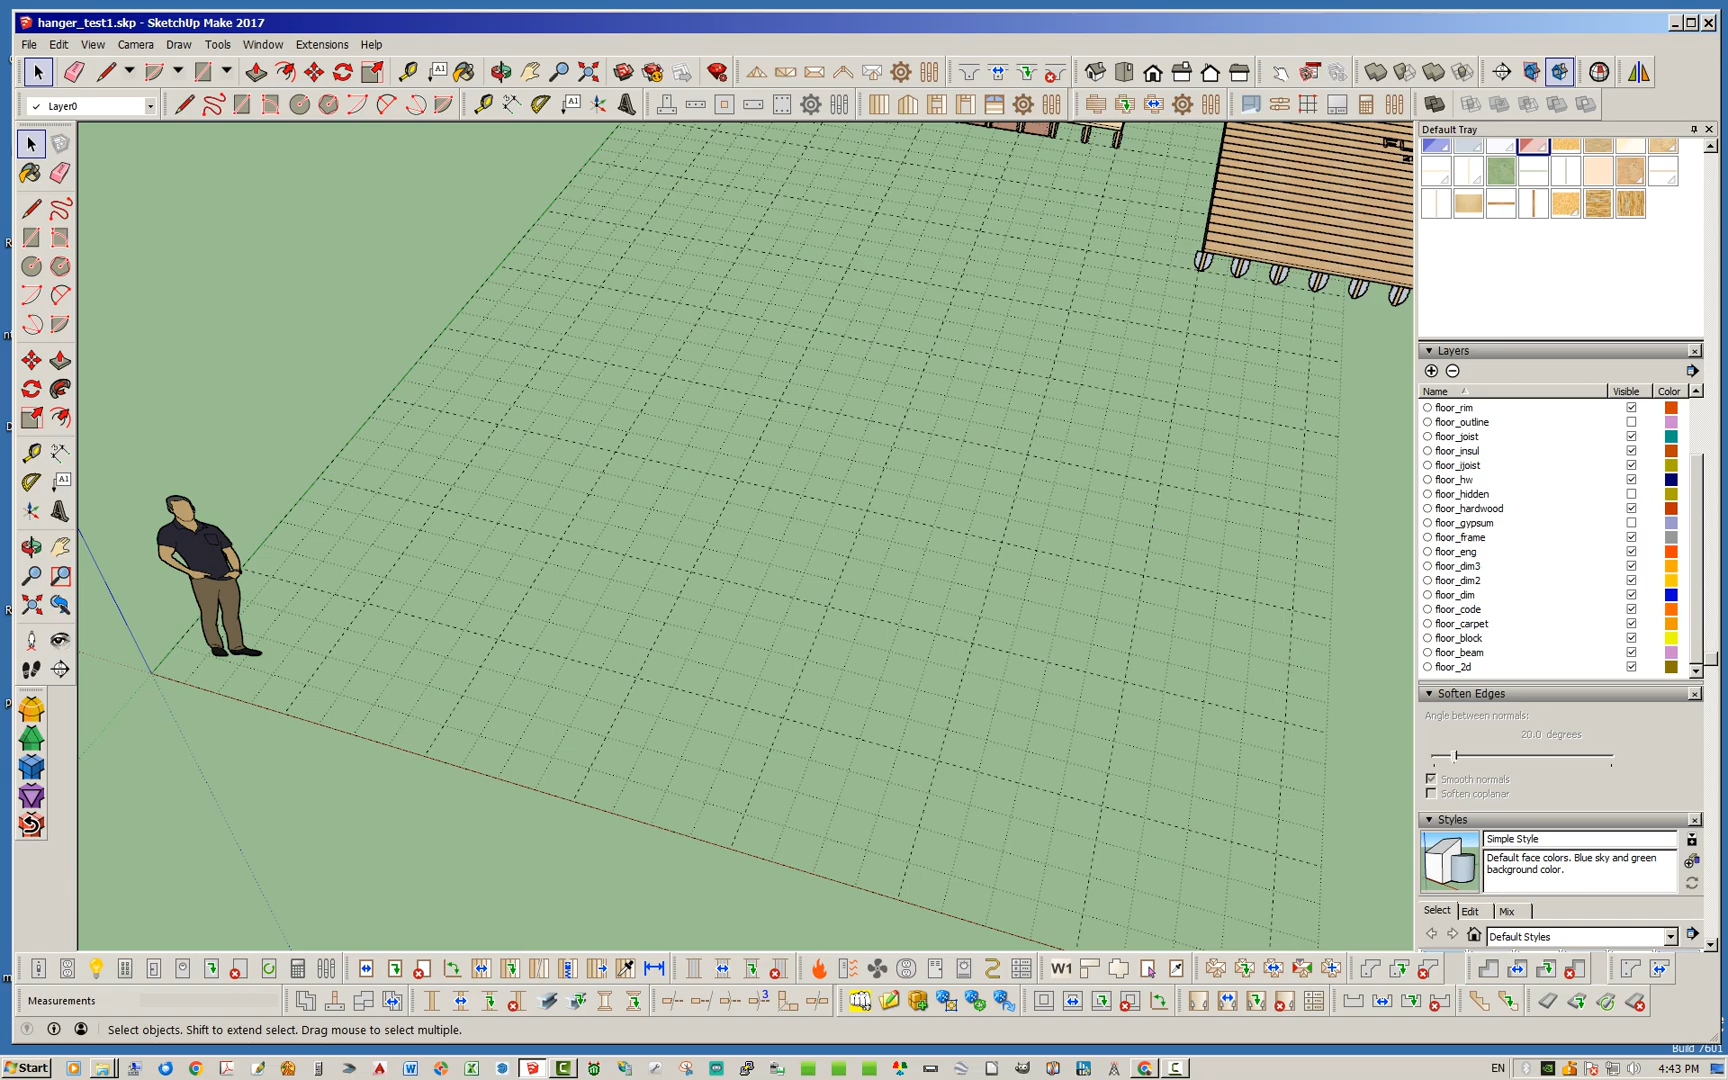 hanger_test1.skp - SketchUp Make 2017
File Edit View Camera Draw Tools Window Extensions Help
Layer0
Default Tray
Layers
Name Visible Color
floor_rim
floor_outline
floor_joist
floor_insul
floor_ijoist
floor_hw
floor_hidden
floor_hardwood
floor_gypsum
floor_frame
floor_eng
floor_dim3
floor_dim2
floor_dim
floor_code
floor_carpet
floor_block
floor_beam
floor_2d
Soften Edges
Angle between normals:
20.0 degrees
Smooth normals
Soften coplanar
Styles
Simple Style
Default face colors. Blue sky and green
background color.
Select Edit Mix
Default Styles
W1
Measurements
3
Select objects. Shift to extend select. Drag mouse to select multiple.
Build 7601
Start
EN
4:43 PM